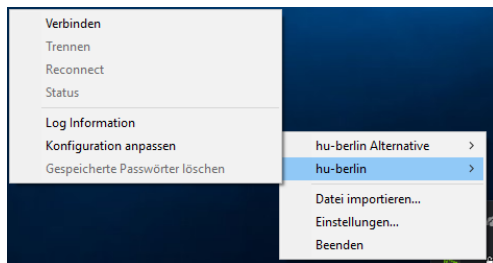 Verbinden
Trennen
Reconnect
Status
Log Information
Konfiguration anpassen
Gespeicherte Passwörter löschen
hu-berlin Alternative
hu-berlin
Datei importieren...
Einstellungen...
Beenden